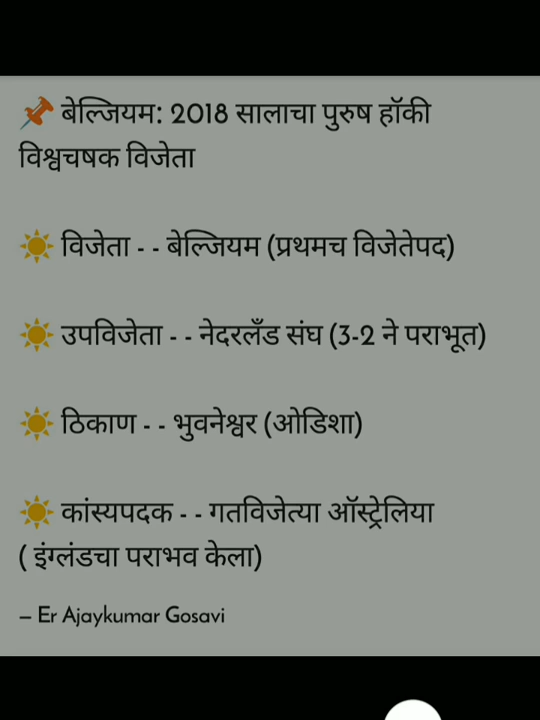 📌 बेल्जियम: 2018 सालाचा पुरुष हॉकी
विश्वचषक विजेता
☀ विजेता - - बेल्जियम (प्रथमच विजेतेपद)
☀ उपविजेता - - नेदरलँड संघ (3-2 ने पराभूत)
☀ ठिकाण - - भुवनेश्वर (ओडिशा)
☀ कांस्यपदक - - गतविजेत्या ऑस्ट्रेलिया
( इंग्लंडचा पराभव केला)
– Er Ajaykumar Gosavi